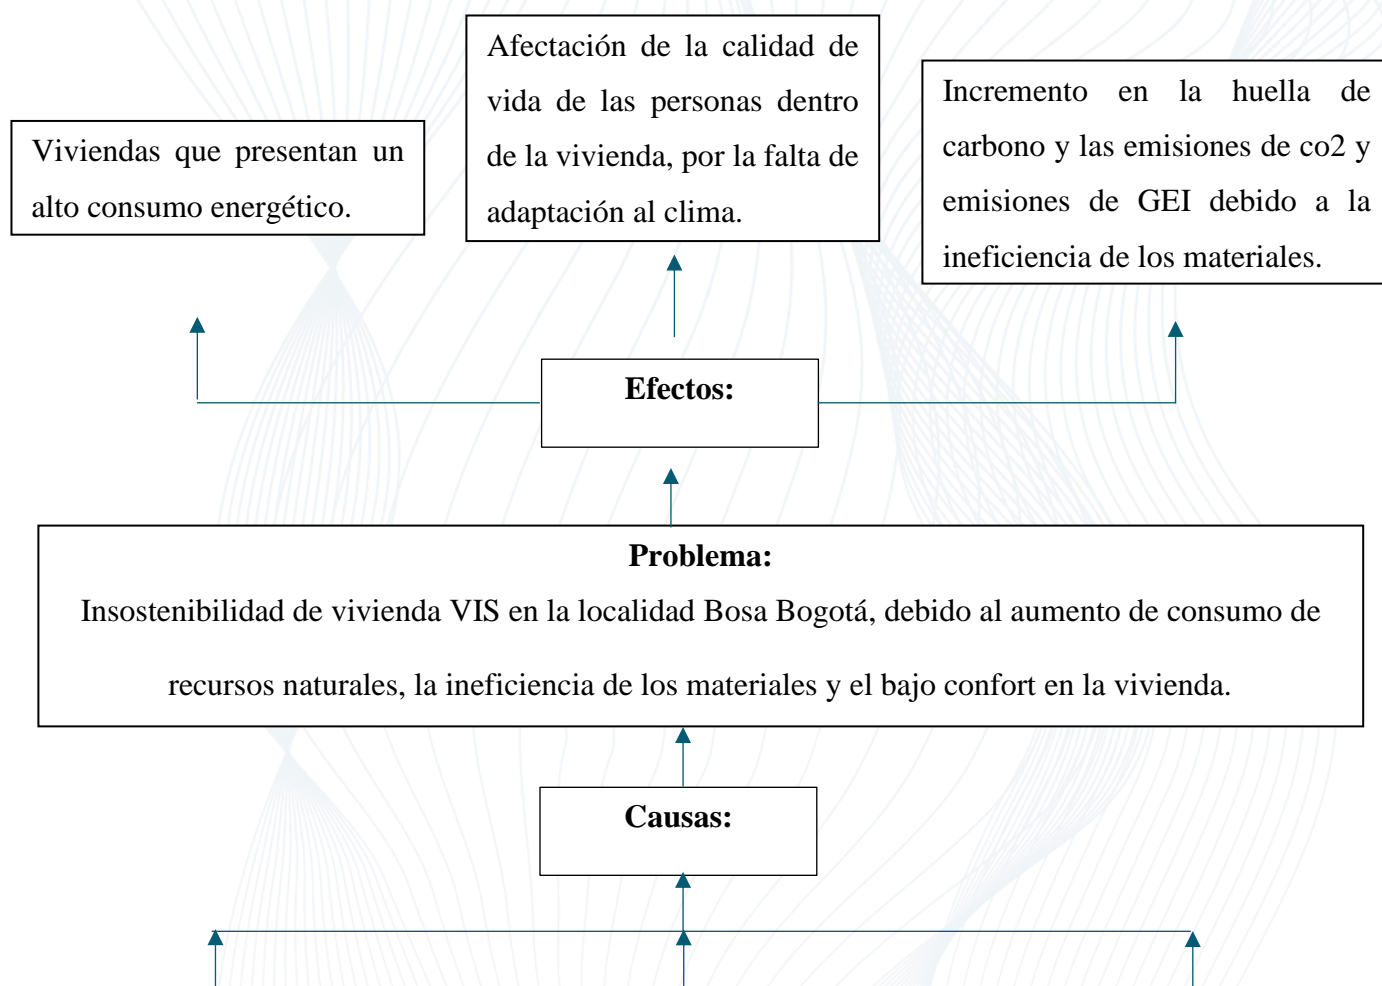 Viviendas que presentan un
alto consumo energético.
Afectación de la calidad de
vida de las personas dentro
de la vivienda, por la falta de
adaptación al clima.
Incremento en la huella de
carbono y las emisiones de co2 y
emisiones de GEI debido a la
ineficiencia de los materiales.
Efectos:
Problema:
Insostenibilidad de vivienda VIS en la localidad Bosa Bogotá, debido al aumento de consumo de
recursos naturales, la ineficiencia de los materiales y el bajo confort en la vivienda.
Causas: